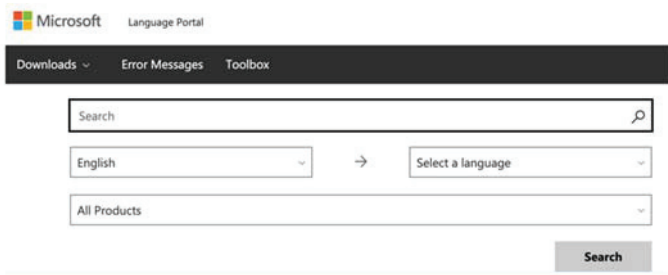 Microsoft Language Portal
Downloads Error Messages Toolbox
Search
English → Select a language
All Products
Search